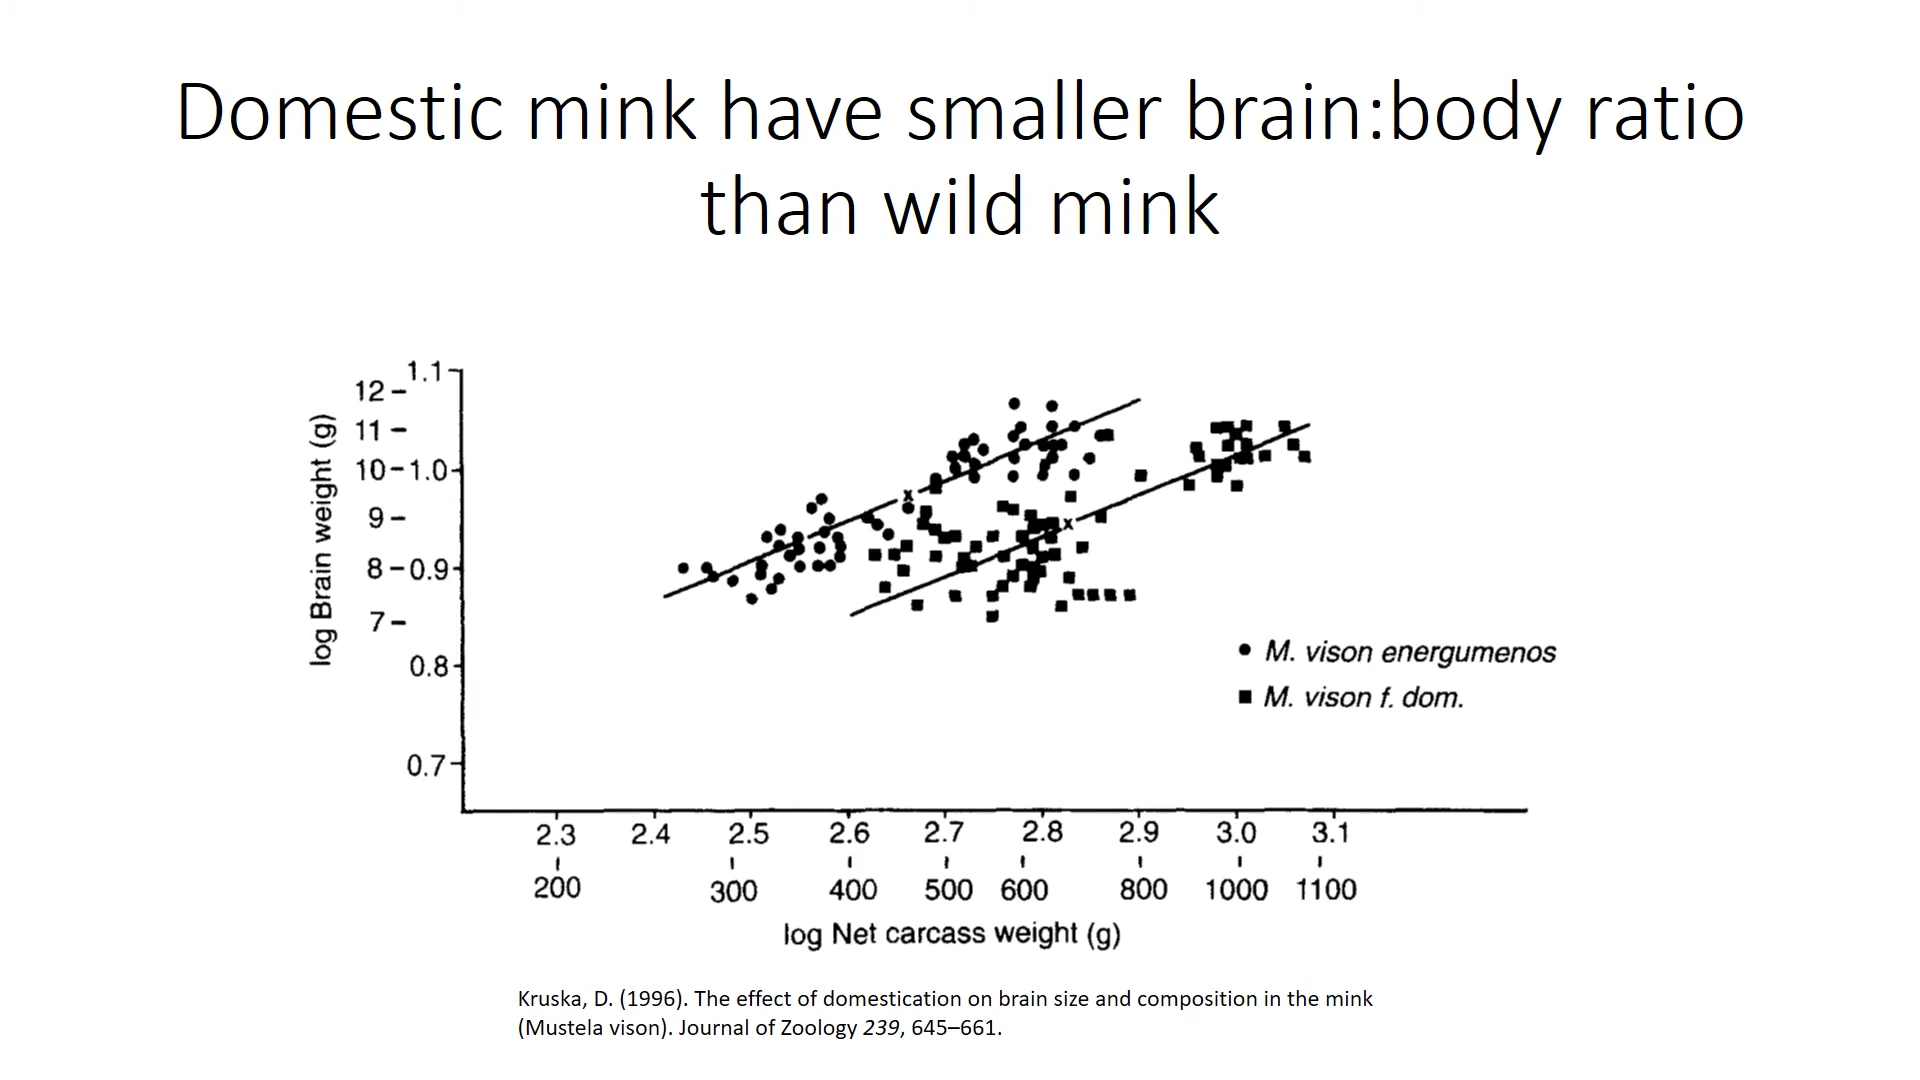 Domestic mink have smaller brain:body ratio
than wild mink
log Brain weight (g)
1.1
12
11
10 1.0
9
8 0.9
7
0.8
0.7
x
x
M. vison energumenos
M. vison f. dom.
2.3 2.4 2.5 2.6 2.7 2.8 2.9 3.0 3.1
200 300 400 500 600 800 1000 1100
log Net carcass weight (g)
Kruska, D. (1996). The effect of domestication on brain size and composition in the mink
(Mustela vison). Journal of Zoology 239, 645–661.